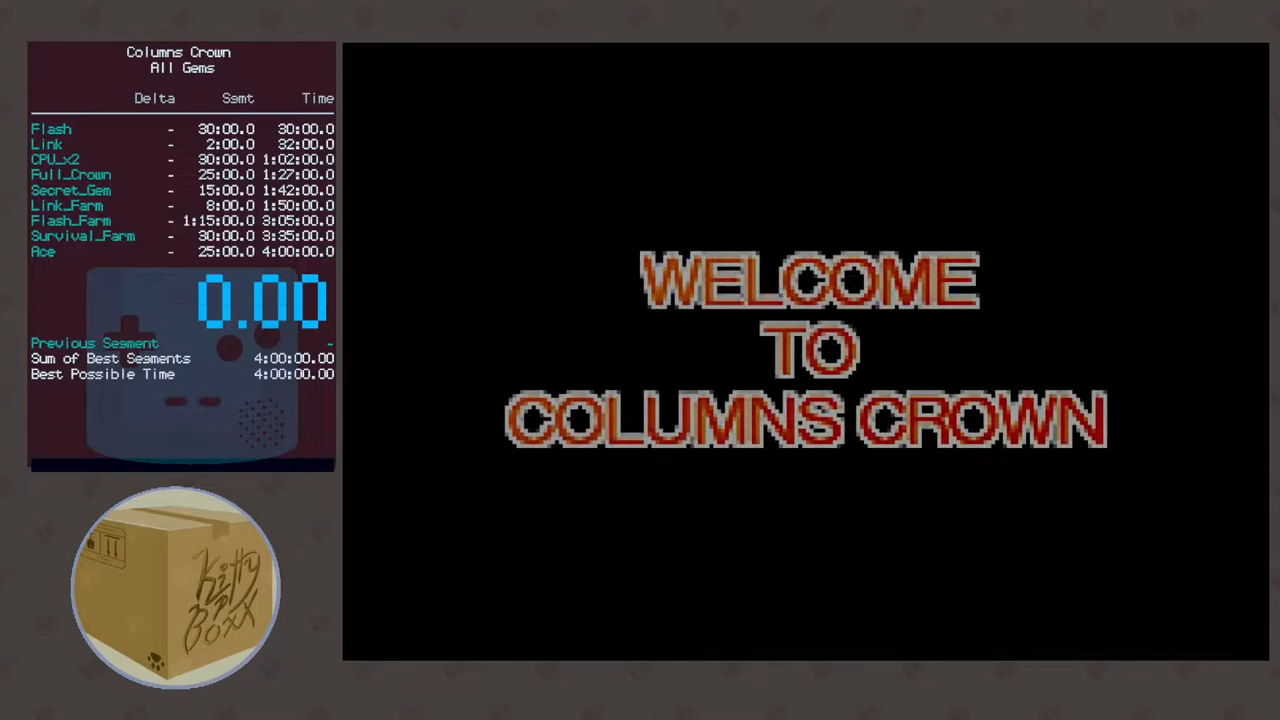 Columns Crown
All Gems
Delta Sgmt Time
Flash - 30:00.0 30:00.0
Link - 2:00.0 32:00.0
CPU_x2 - 30:00.0 1:02:00.0
Full_Crown - 25:00.0 1:27:00.0
Secret_Gem - 15:00.0 1:42:00.0
Link_Farm - 8:00.0 1:50:00.0
Flash_Farm - 1:15:00.0 3:05:00.0
Survival_Farm - 30:00.0 3:35:00.0
Ace - 25:00.0 4:00:00.0
0.00
Previous Segment -
Sum of Best Segments 4:00:00.00
Best Possible Time 4:00:00.00
WELCOME
TO
COLUMNS CROWN
Kitty
in a
Boxx